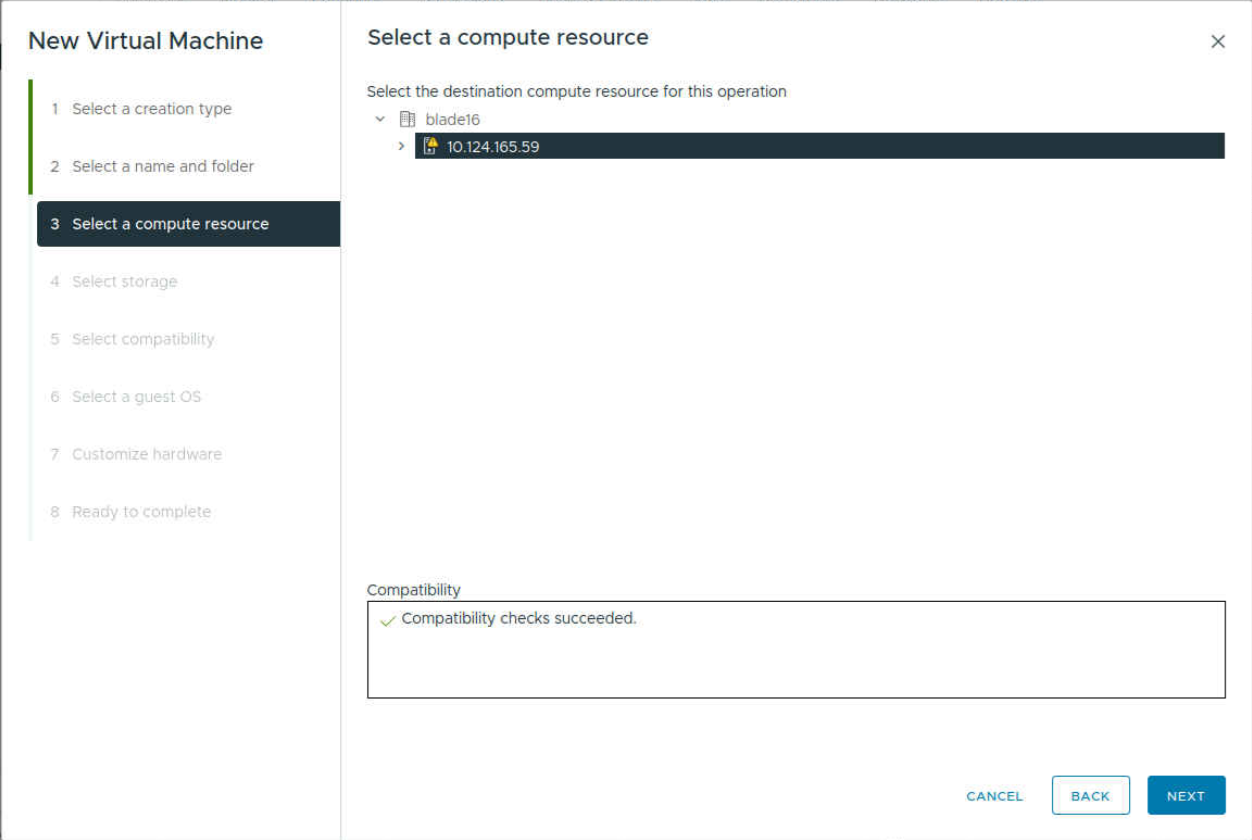 New Virtual Machine
1 Select a creation type
2 Select a name and folder
3 Select a compute resource
4 Select storage
5 Select compatibility
6 Select a guest OS
7 Customize hardware
8 Ready to complete
Select a compute resource
Select the destination compute resource for this operation
blade16
10.124.165.59
Compatibility
Compatibility checks succeeded.
CANCEL
BACK
NEXT